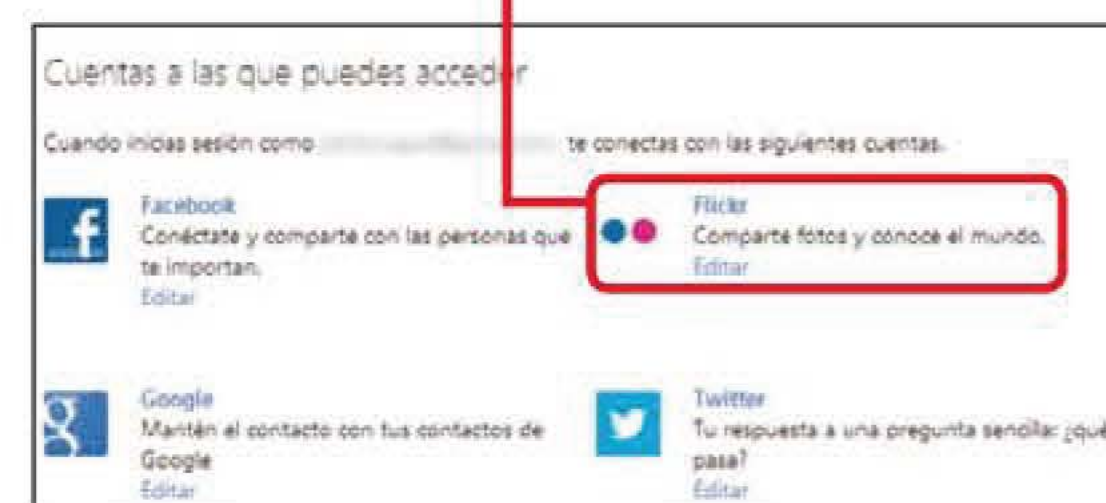 Cuentas a las que puedes acceder
Cuando inicias sesión como te conectas con las siguientes cuentas.
Facebook
Conéctate y comparte con las personas que
te importan.
Editar
Flickr
Comparte fotos y conoce el mundo.
Editar
Google
Mantén el contacto con tus contactos de
Google
Editar
Twitter
Tu respuesta a una pregunta sencilla: ¿qué
pasa?
Editar